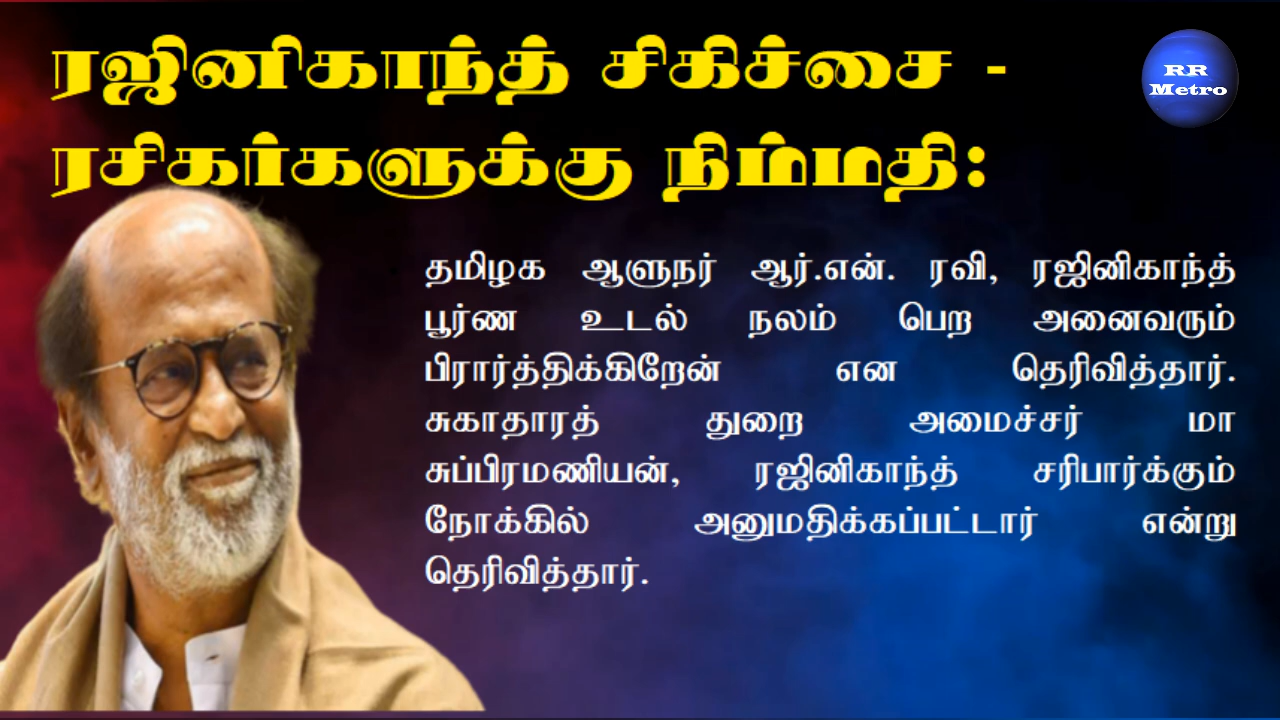 ரஜினிகாந்த் சிகிச்சை -
ரசிகர்களுக்கு நிம்மதி:
RR
Metro
தமிழக ஆளுநர் ஆர்.என். ரவி, ரஜினிகாந்த்
பூர்ண உடல் நலம் பெற அனைவரும்
பிரார்த்திக்கிறேன் என தெரிவித்தார்.
சுகாதாரத் துறை அமைச்சர் மா
சுப்பிரமணியன், ரஜினிகாந்த் சரிபார்க்கும்
நோக்கில் அனுமதிக்கப்பட்டார் என்று
தெரிவித்தார்.